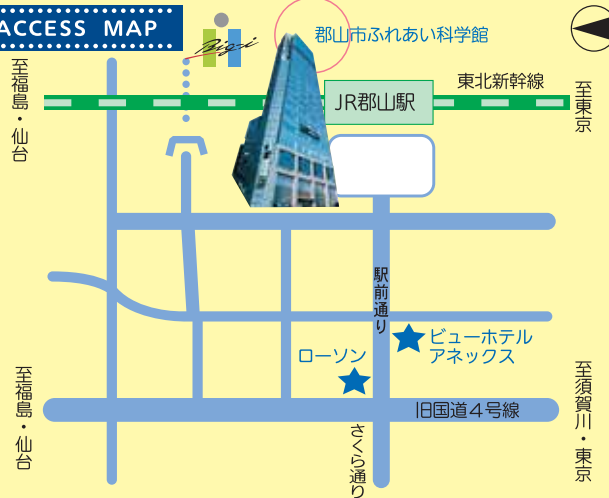 ACCESS MAP
郡山市ふれあい科学館
至福島・仙台
東北新幹線
JR郡山駅
至東京
駅前通り
ビューホテル
アネックス
ローソン
至福島・仙台
旧国道4号線
至須賀川・東京
さくら通り